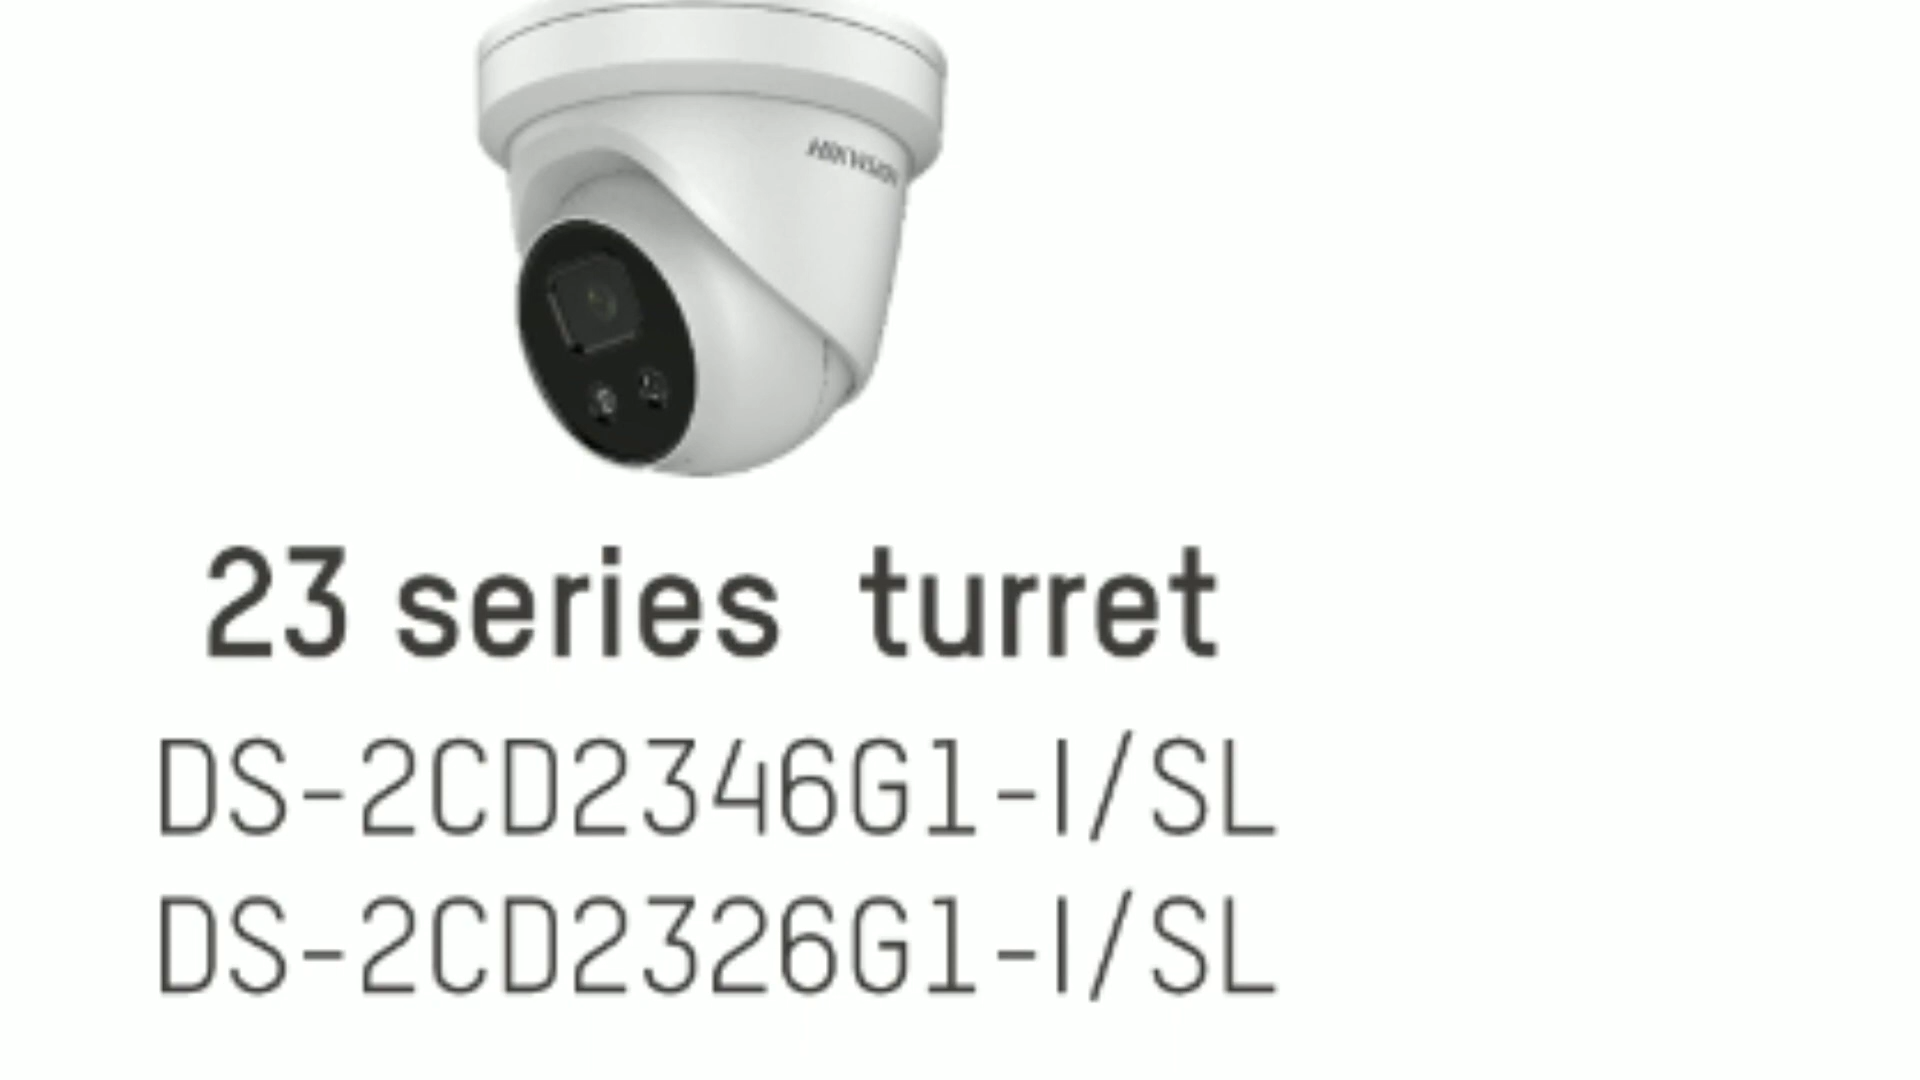 HIKVISION
23 series turret
DS-2CD2346G1-I/SL
DS-2CD2326G1-I/SL